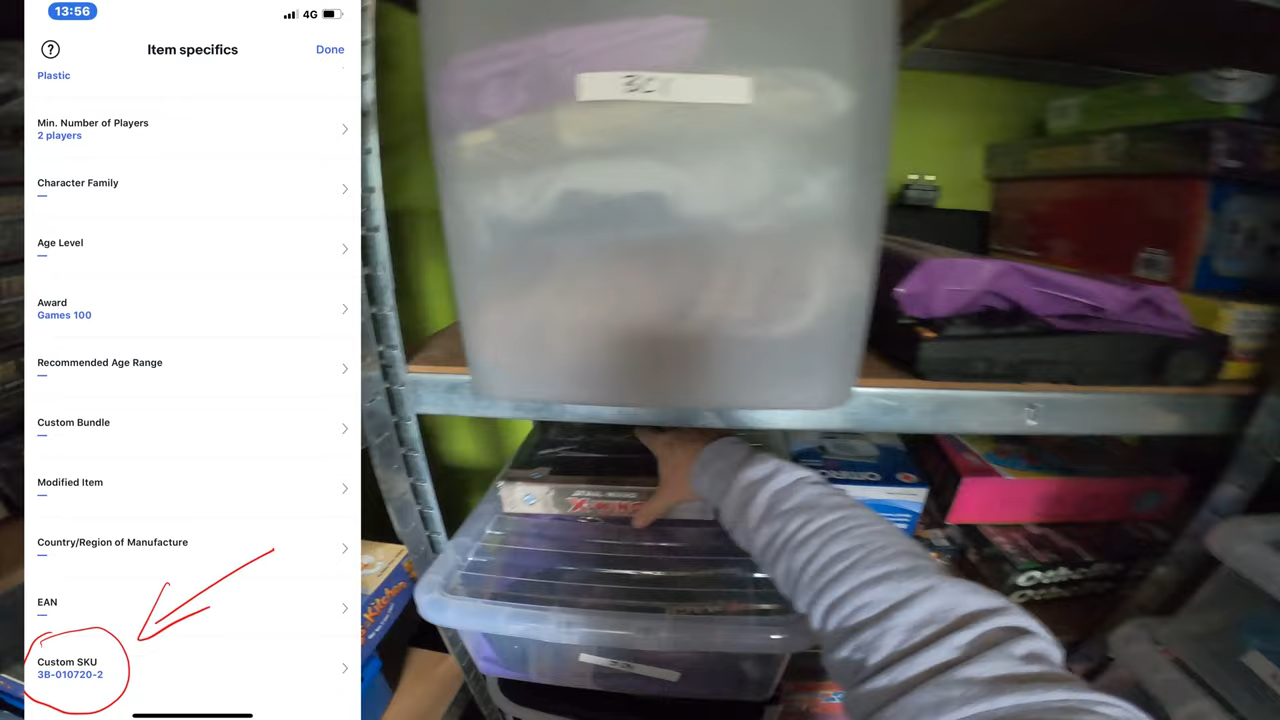 13:56
4G
Item specifics
Done
Plastic
Min. Number of Players
2 players
Character Family
—
Age Level
—
Award
Games 100
Recommended Age Range
—
Custom Bundle
—
Modified Item
—
Country/Region of Manufacture
—
EAN
—
Custom SKU
3B-010720-2
Kitchen